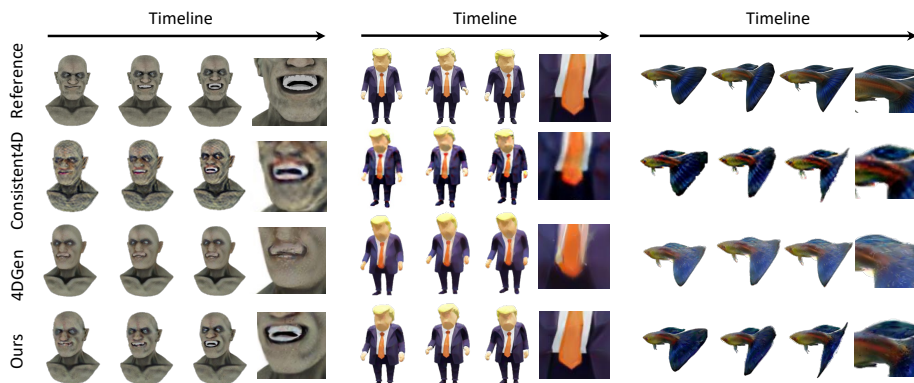 Timeline
Timeline
Timeline
Reference
Consistent4D
4DGen
Ours